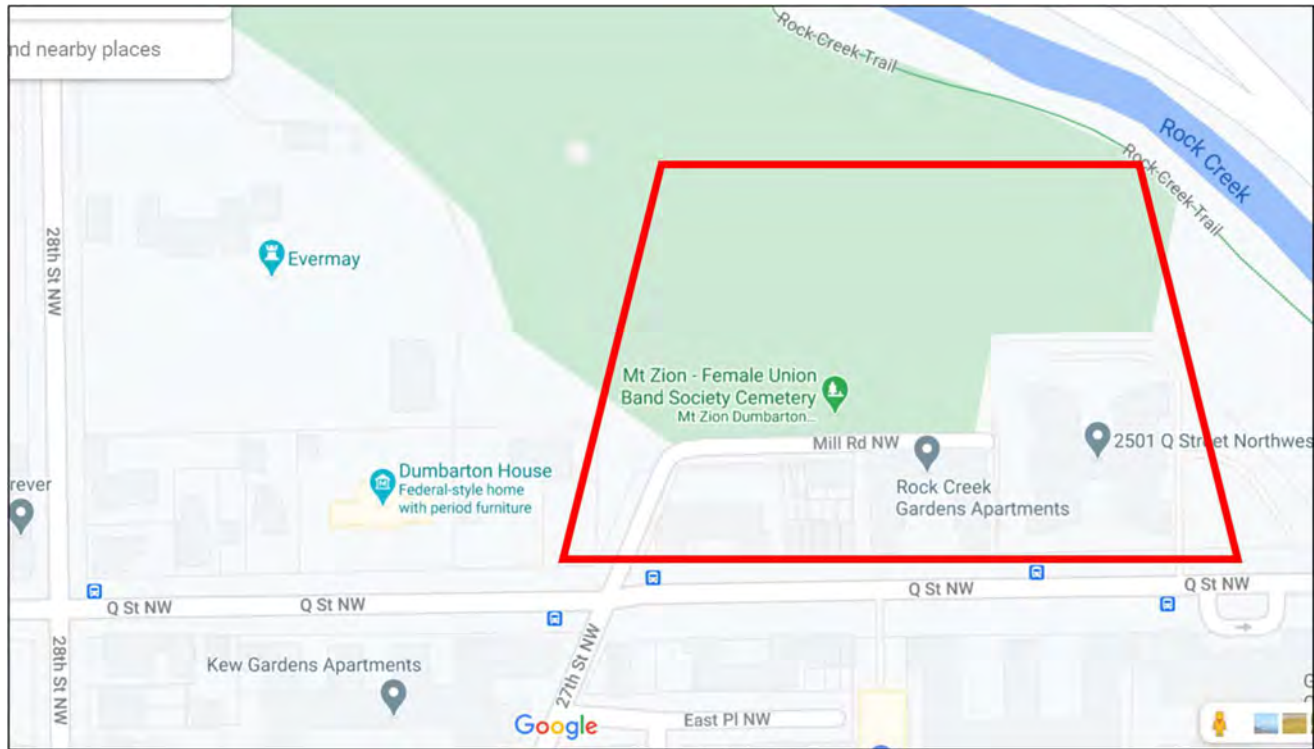 nd nearby places
Rock-Creek-Trail
Rock Creek
Rock-Creek-Trail
28th St NW
Evermay
Mt Zion - Female Union
Band Society Cemetery
Mt Zion Dumbarton...
Mill Rd NW
2501 Q Street Northwes
Dumbarton House
Federal-style home
with period furniture
rever
Rock Creek
Gardens Apartments
Q St NW
Q St NW
Q St NW
Q St NW
28th St NW
27th St NW
Kew Gardens Apartments
East Pl NW
Google